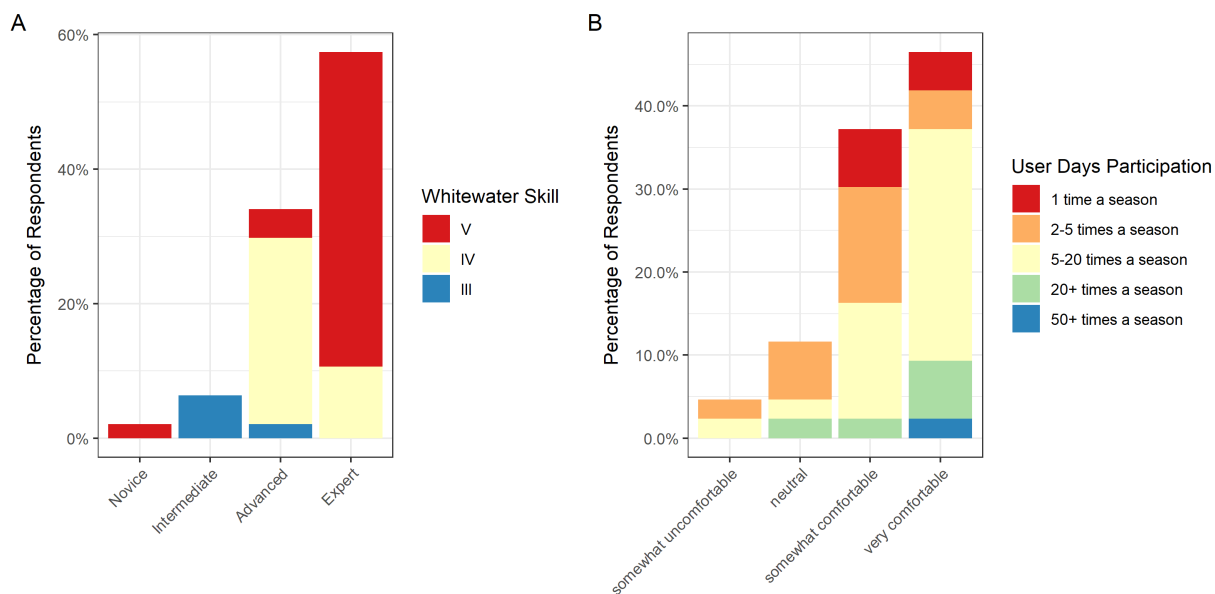 A
Percentage of Respondents
60%
40%
20%
0%
Novice
Intermediate
Advanced
Expert
Whitewater Skill
V
IV
III
B
Percentage of Respondents
40.0%
30.0%
20.0%
10.0%
0.0%
somewhat uncomfortable
neutral
somewhat comfortable
very comfortable
User Days Participation
1 time a season
2-5 times a season
5-20 times a season
20+ times a season
50+ times a season